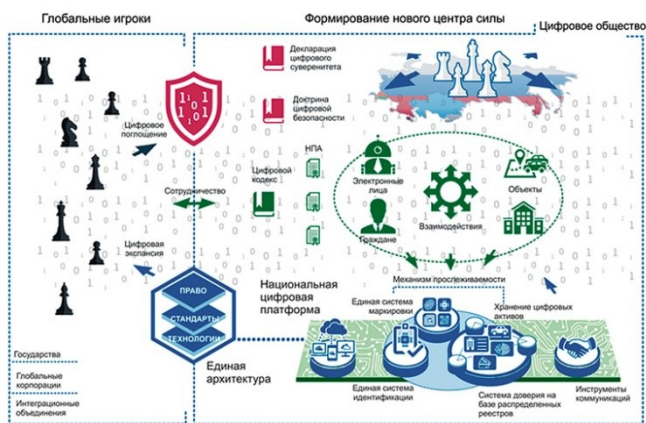 Глобальные игроки
Формирование нового центра силы
Цифровое общество
Декларация
цифрового
суверенитета
Доктрина
цифровой
безопасности
Цифровое
поглощение
НПА
Цифровой
кодекс
Сотрудничество
Электронные
лица
Объекты
Граждане
Взаимодействия
Цифровая
экспансия
Механизм прослеживаемости
Национальная
цифровая
платформа
ПРАВО
СТАНДАРТЫ
ТЕХНОЛОГИИ
Единая система
маркировки
Хранение цифровых
активов
Единая
архитектура
Государства
Глобальные
корпорации
Интеграционные
объединения
Единая система
идентификации
Система доверия на
базе распределенных
реестров
Инструменты
коммуникаций